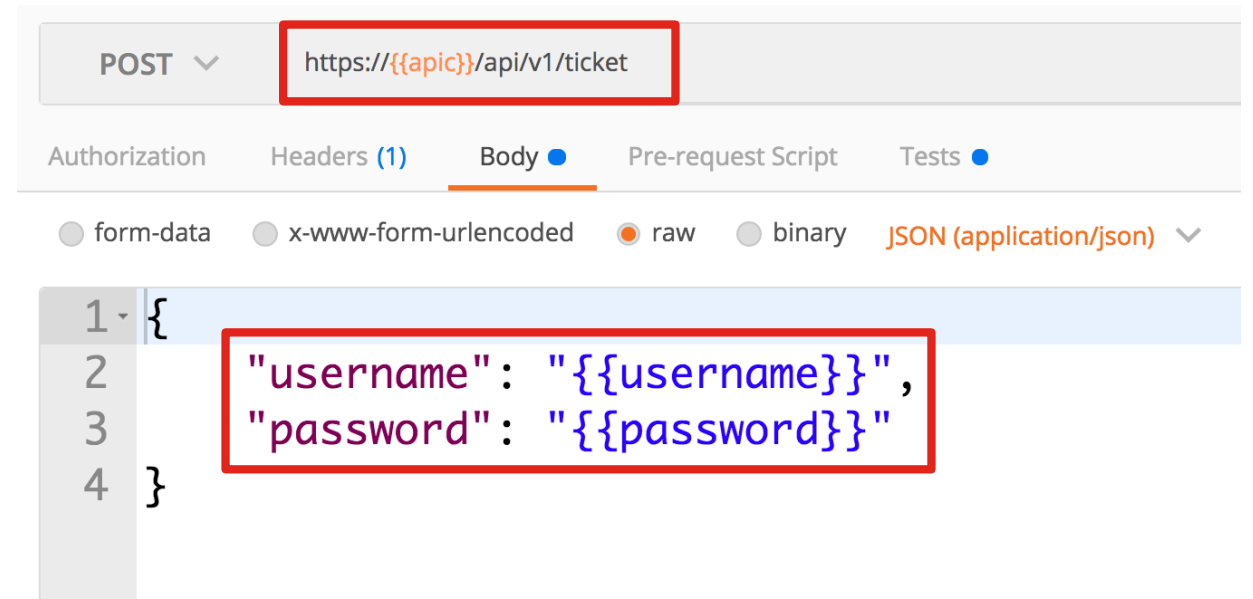 POST https://{{apic}}/api/v1/ticket
Authorization Headers (1) Body Pre-request Script Tests
form-data x-www-form-urlencoded raw binary JSON (application/json)
1 {
2 "username": "{{username}}",
3 "password": "{{password}}"
4 }